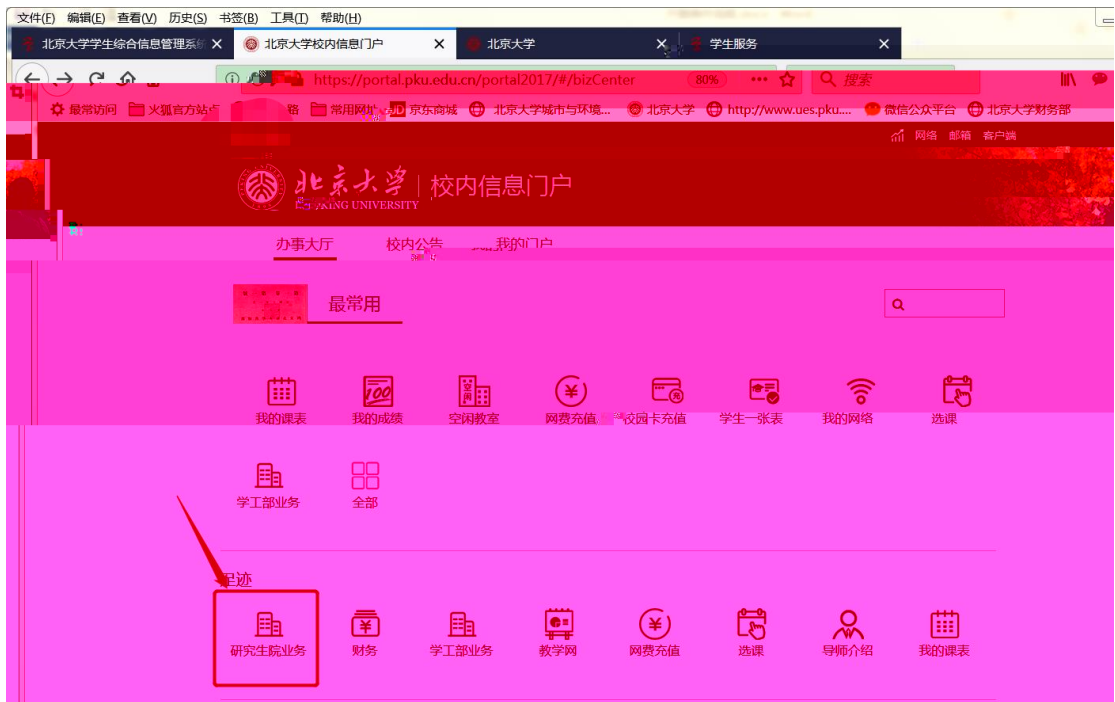 文件(F) 编辑(E) 查看(V) 历史(S) 书签(B) 工具(T) 帮助(H)
北京大学学生综合信息管理系统 北京大学校内信息门户 北京大学 学生服务
https://portal.pku.edu.cn/portal2017/#/bizCenter 80% 搜索
最常访问 火狐官方站点 常用网址 JD 京东商城 北京大学城市与环境... 北京大学 http://www.ues.pku.... 微信公众平台 北京大学财务部
网络 邮箱 客户端
北京大学 校内信息门户
PEKING UNIVERSITY
办事大厅 校内公告 我的门户
最常用
我的课表 我的成绩 空闲教室 网费充值 校园卡充值 学生一张表 我的网络 选课
学工部业务 全部
足迹
研究生院业务 财务 学工部业务 教学网 网费充值 选课 导师介绍 我的课表